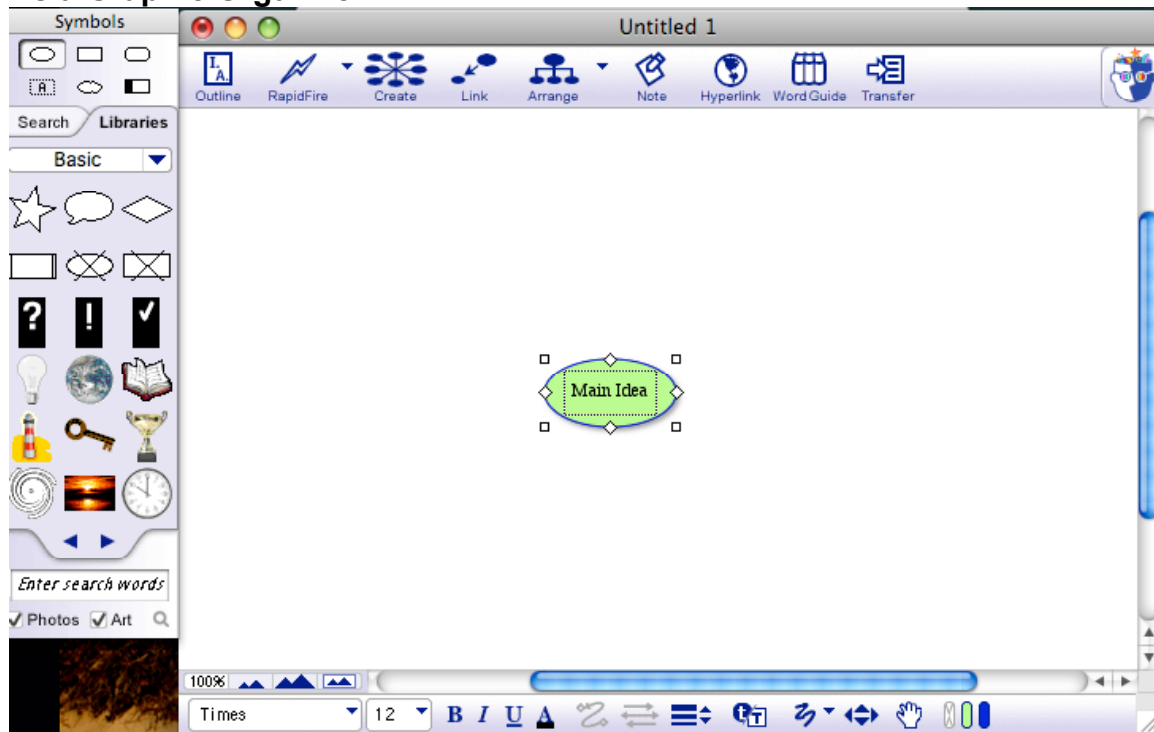 Symbols
Untitled 1
I.
A.
Outline RapidFire Create Link Arrange Note Hyperlink Word Guide Transfer
A
Search Libraries
Basic
? !
Main Idea
Enter search words
Photos Art
100%
Times 12 B I U A